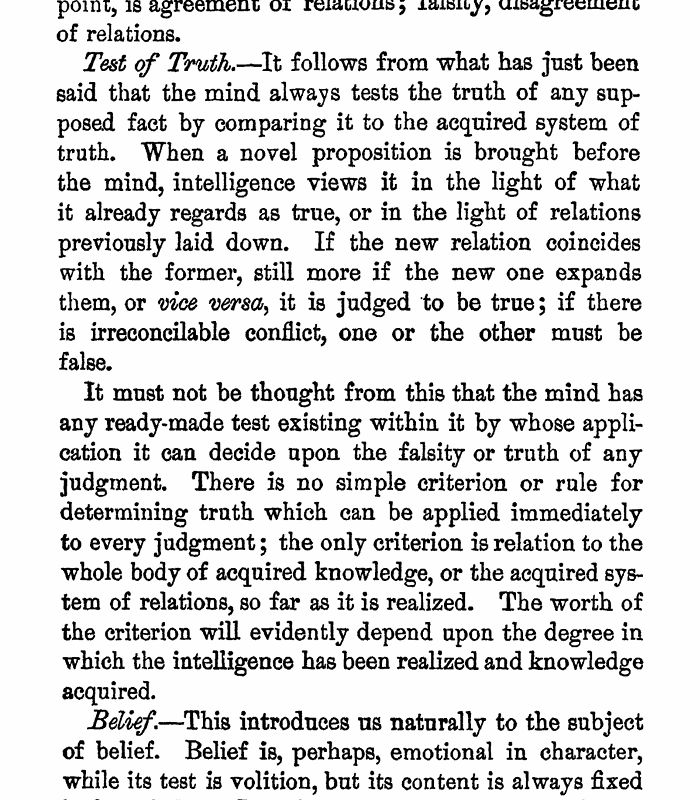 point, is agreement of relations; falsity, disagreement
of relations.
Test of Truth.—It follows from what has just been
said that the mind always tests the truth of any sup-
posed fact by comparing it to the acquired system of
truth. When a novel proposition is brought before
the mind, intelligence views it in the light of what
it already regards as true, or in the light of relations
previously laid down. If the new relation coincides
with the former, still more if the new one expands
them, or vice versa, it is judged to be true; if there
is irreconcilable conflict, one or the other must be
false.
It must not be thought from this that the mind has
any ready-made test existing within it by whose appli-
cation it can decide upon the falsity or truth of any
judgment. There is no simple criterion or rule for
determining truth which can be applied immediately
to every judgment; the only criterion is relation to the
whole body of acquired knowledge, or the acquired sys-
tem of relations, so far as it is realized. The worth of
the criterion will evidently depend upon the degree in
which the intelligence has been realized and knowledge
acquired.
Belief.—This introduces us naturally to the subject
of belief. Belief is, perhaps, emotional in character,
while its test is volition, but its content is always fixed